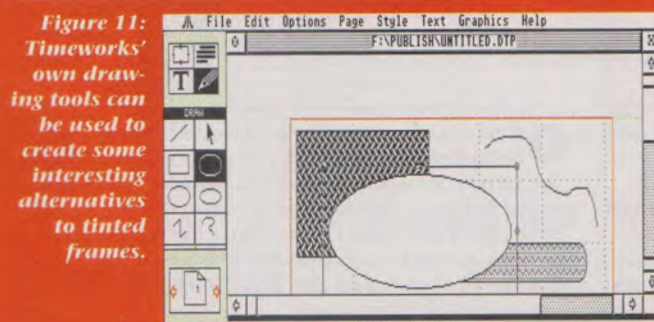 Figure 11:
Timeworks'
own draw-
ing tools can
be used to
create some
interesting
alternatives
to tinted
frames.
File Edit Options Page Style Text Graphics Help
F:\PUBLISH\UNTITLED.DTP
T
DRAW
1